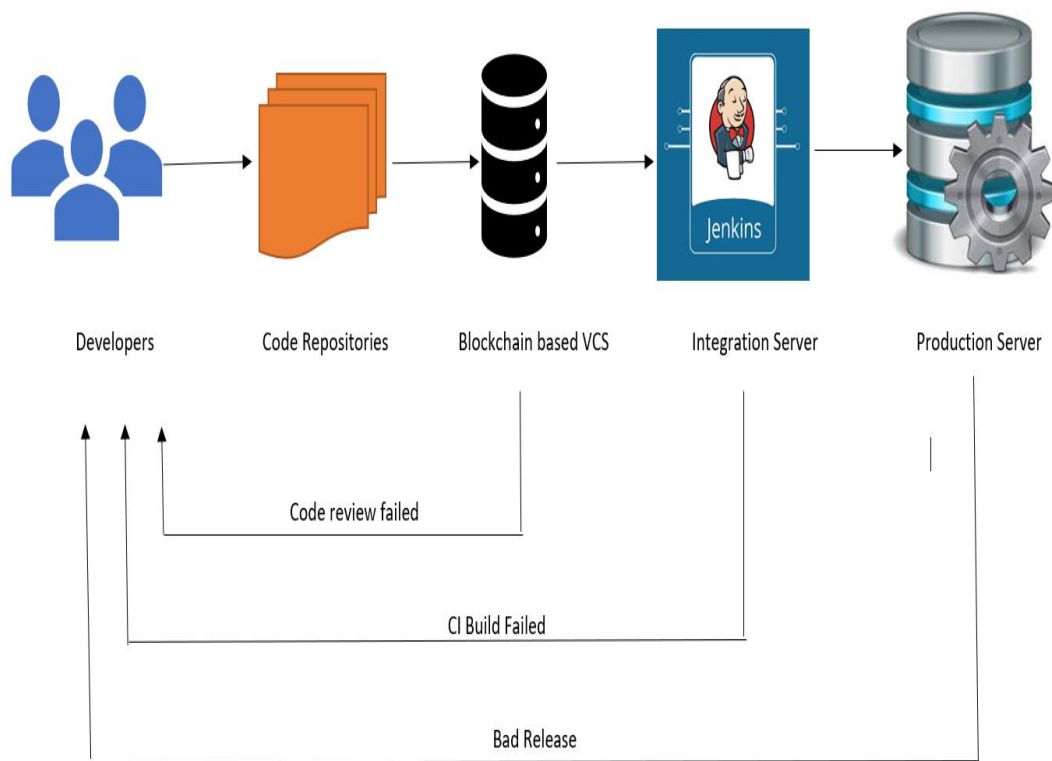 Jenkins
Developers
Code Repositories
Blockchain based VCS
Integration Server
Production Server
Code review failed
CI Build Failed
Bad Release